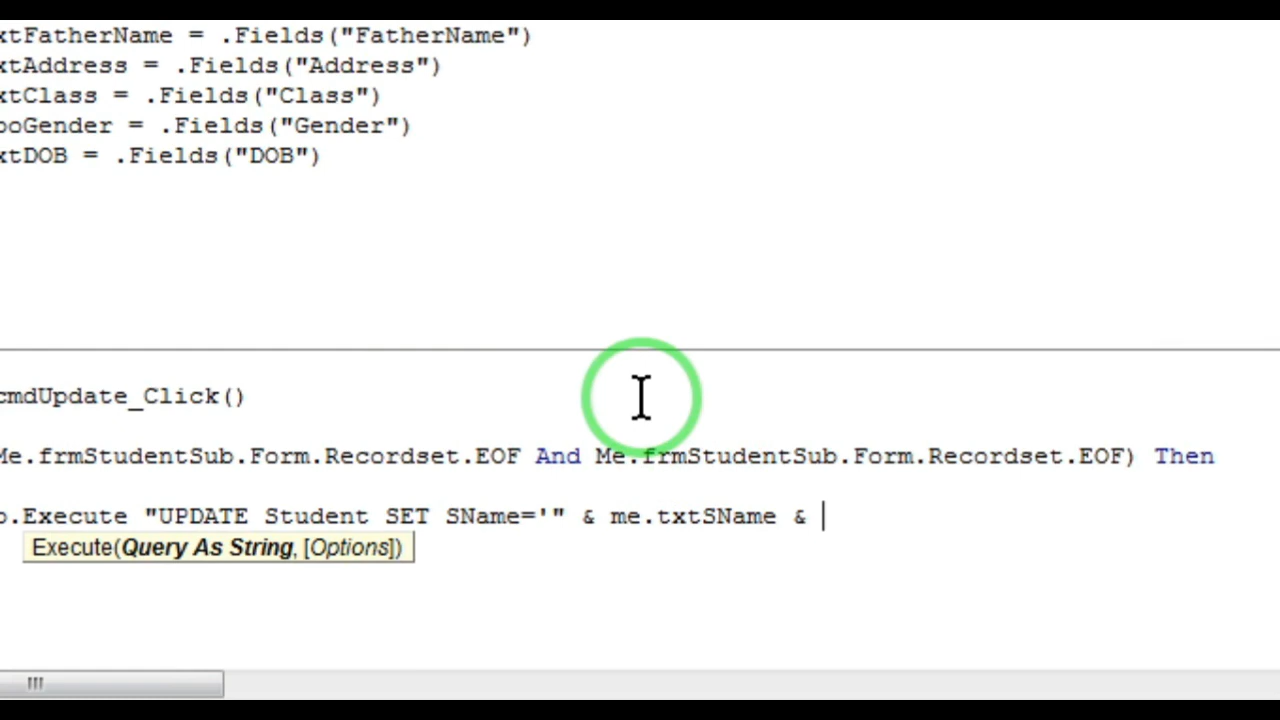 xtFatherName = .Fields("FatherName")
xtAddress = .Fields("Address")
xtClass = .Fields("Class")
boGender = .Fields("Gender")
xtDOB = .Fields("DOB")
cmdUpdate_Click()
Me.frmStudentSub.Form.Recordset.EOF And Me.frmStudentSub.Form.Recordset.EOF) Then
b.Execute "UPDATE Student SET SName='" & me.txtSName &
Execute(Query As String, [Options])